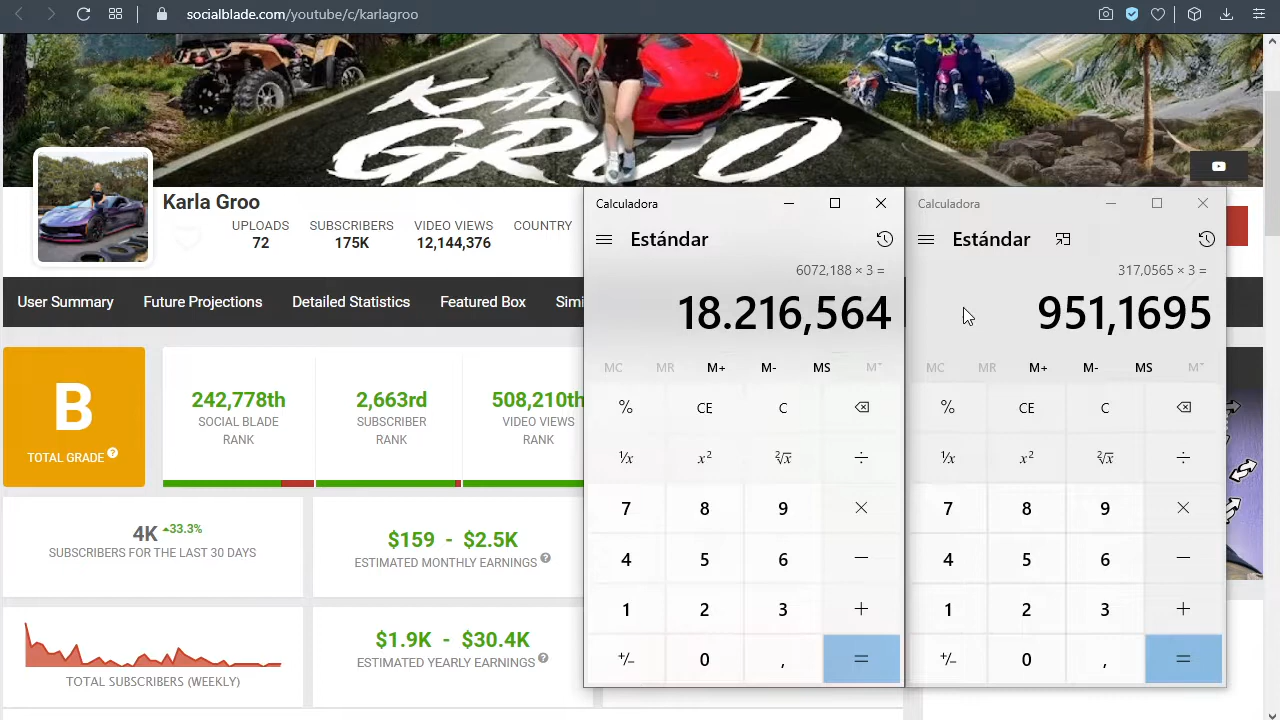 socialblade.com/youtube/c/karlagroo
KARLA
GROO
Karla Groo
UPLOADS
72
SUBSCRIBERS
175K
VIDEO VIEWS
12,144,376
COUNTRY
User Summary
Future Projections
Detailed Statistics
Featured Box
Simi
B
TOTAL GRADE ?
242,778th
SOCIAL BLADE
RANK
2,663rd
SUBSCRIBER
RANK
508,210th
VIDEO VIEWS
RANK
4K 33.3%
SUBSCRIBERS FOR THE LAST 30 DAYS
$159 - $2.5K
ESTIMATED MONTHLY EARNINGS ?
TOTAL SUBSCRIBERS (WEEKLY)
$1.9K - $30.4K
ESTIMATED YEARLY EARNINGS ?
Calculadora
Estándar
6072,188 × 3 =
18.216,564
MC MR M+ M- MS M˅
% CE C
¹/x x² ²√x ÷
7 8 9 ×
4 5 6 −
1 2 3 +
+/- 0 , =
Calculadora
Estándar
317,0565 × 3 =
951,1695
MC MR M+ M- MS M˅
% CE C
¹/x x² ²√x ÷
7 8 9 ×
4 5 6 −
1 2 3 +
+/- 0 , =